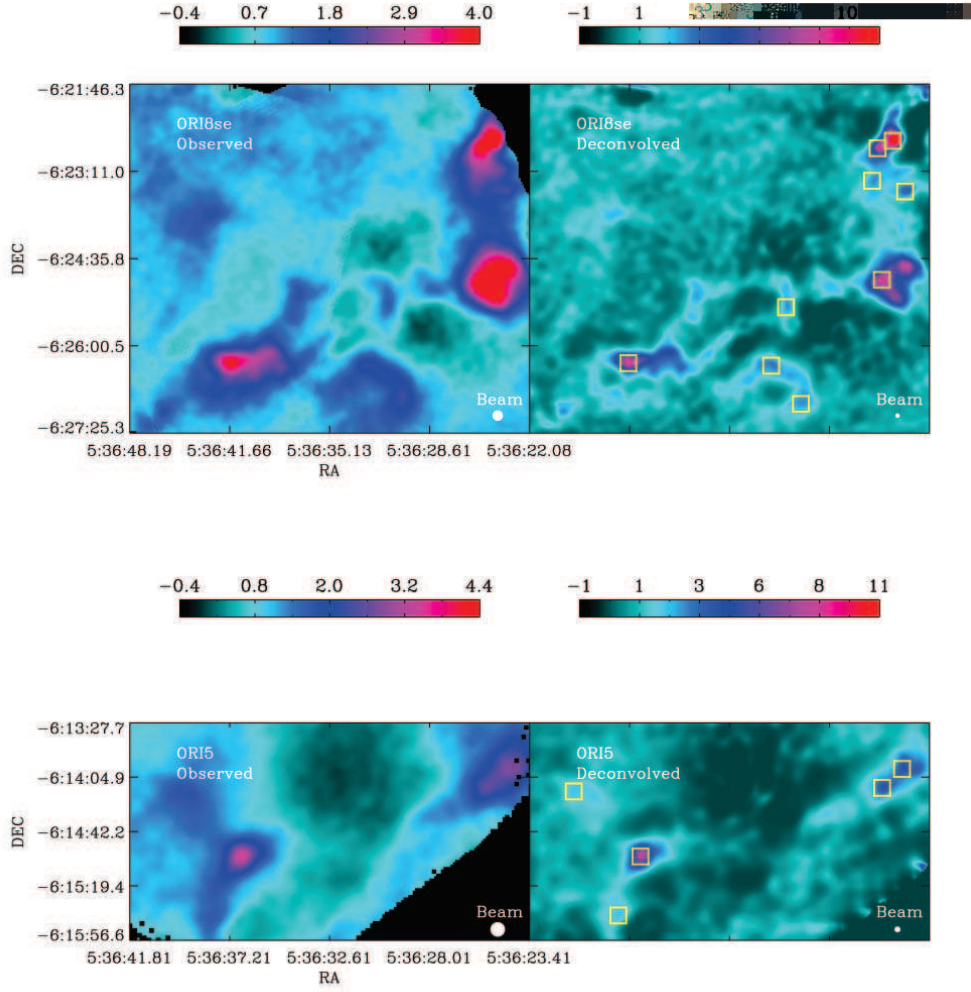 -0.4 0.7 1.8 2.9 4.0 -1 1 10
-6:21:46.3
ORI8se ORI8se
Observed Deconvolved
-6:23:11.0
DEC
-6:24:35.8
-6:26:00.5
Beam Beam
-6:27:25.3
5:36:48.19 5:36:41.66 5:36:35.13 5:36:28.61 5:36:22.08
RA
-0.4 0.8 2.0 3.2 4.4 -1 1 3 6 8 11
-6:13:27.7
ORI5 ORI5
Observed Deconvolved
-6:14:04.9
DEC
-6:14:42.2
-6:15:19.4
Beam Beam
-6:15:56.6
5:36:41.81 5:36:37.21 5:36:32.61 5:36:28.01 5:36:23.41
RA